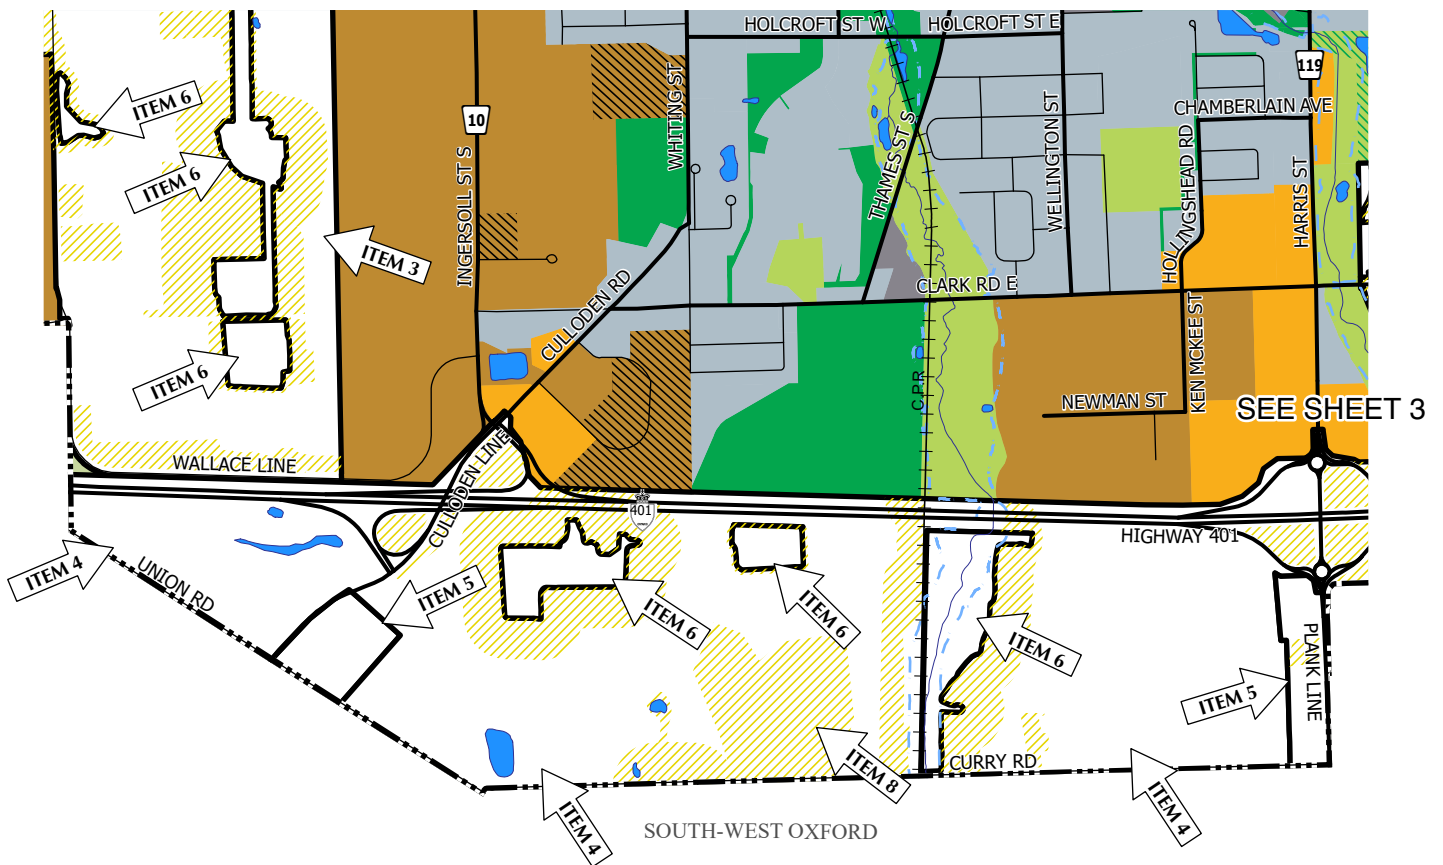 HOLCROFT ST W
HOLCROFT ST E
119
ITEM 6
CHAMBERLAIN AVE
10
WHITING ST
THAMES ST S
WELLINGTON ST
HOLLINGSHEAD RD
HARRIS ST
ITEM 6
INGERSOLL ST S
ITEM 3
CLARK RD E
CULLODEN RD
KEN MCKEE ST
ITEM 6
C.P.R
NEWMAN ST
SEE SHEET 3
WALLACE LINE
CULLODEN LINE
401
HIGHWAY 401
ITEM 4
UNION RD
ITEM 5
ITEM 6
ITEM 6
ITEM 6
PLANK LINE
ITEM 5
CURRY RD
ITEM 8
ITEM 4
ITEM 4
SOUTH-WEST OXFORD